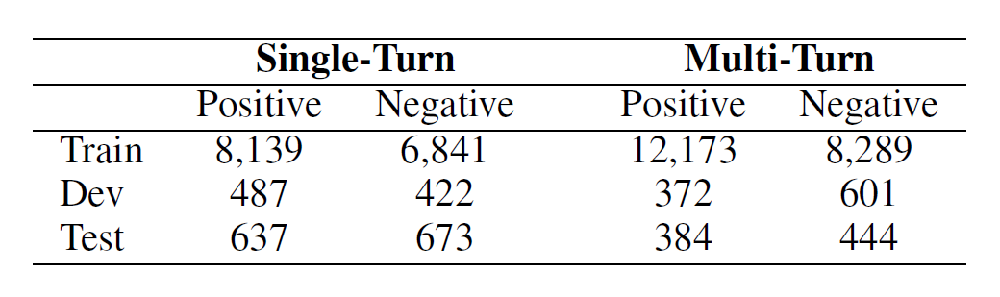 Single-Turn Multi-Turn
Positive Negative Positive Negative
Train 8,139 6,841 12,173 8,289
Dev 487 422 372 601
Test 637 673 384 444